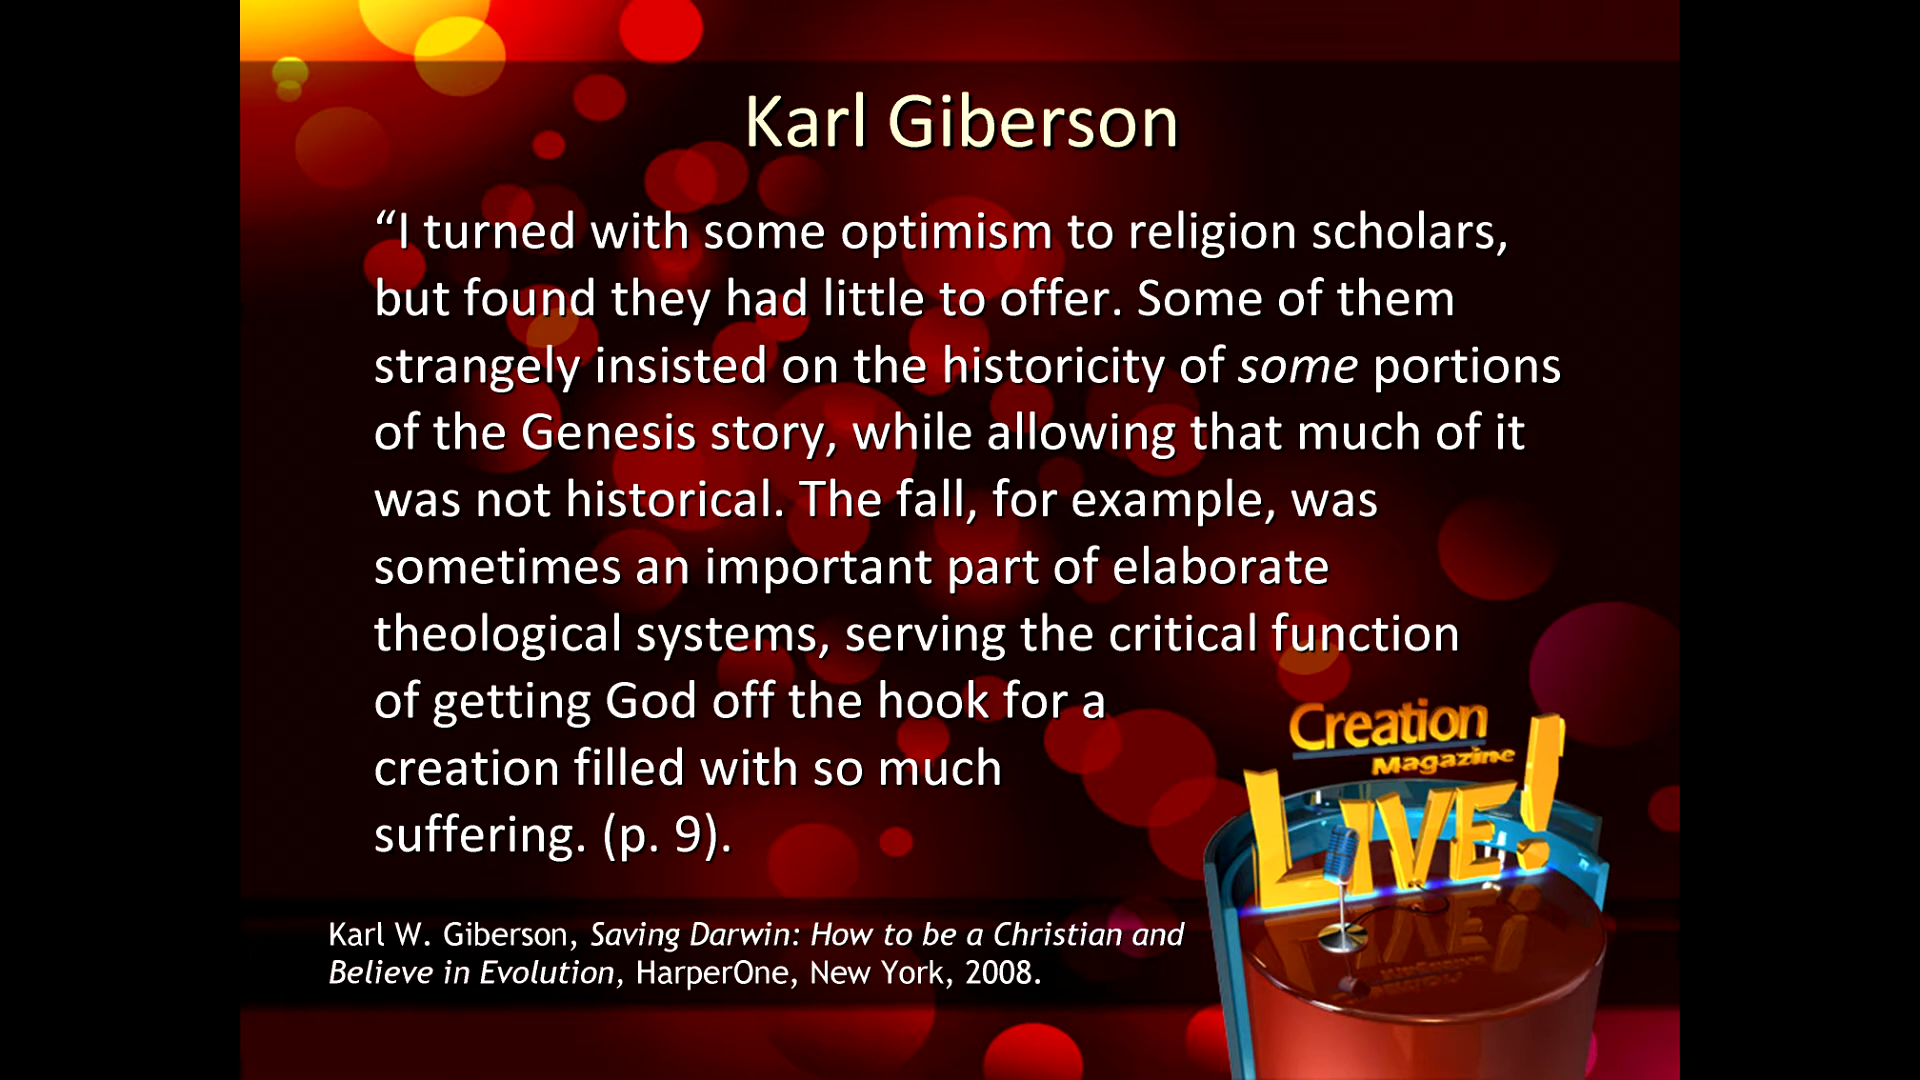 Karl Giberson
“I turned with some optimism to religion scholars,
but found they had little to offer. Some of them
strangely insisted on the historicity of some portions
of the Genesis story, while allowing that much of it
was not historical. The fall, for example, was
sometimes an important part of elaborate
theological systems, serving the critical function
of getting God off the hook for a
creation filled with so much
suffering. (p. 9).
Creation
Magazine
LIVE!
Karl W. Giberson, Saving Darwin: How to be a Christian and
Believe in Evolution, HarperOne, New York, 2008.